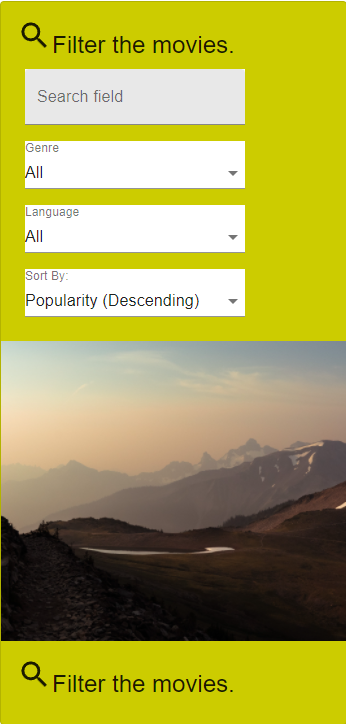 Filter the movies.
Search field
Genre
All
Language
All
Sort By:
Popularity (Descending)
Filter the movies.